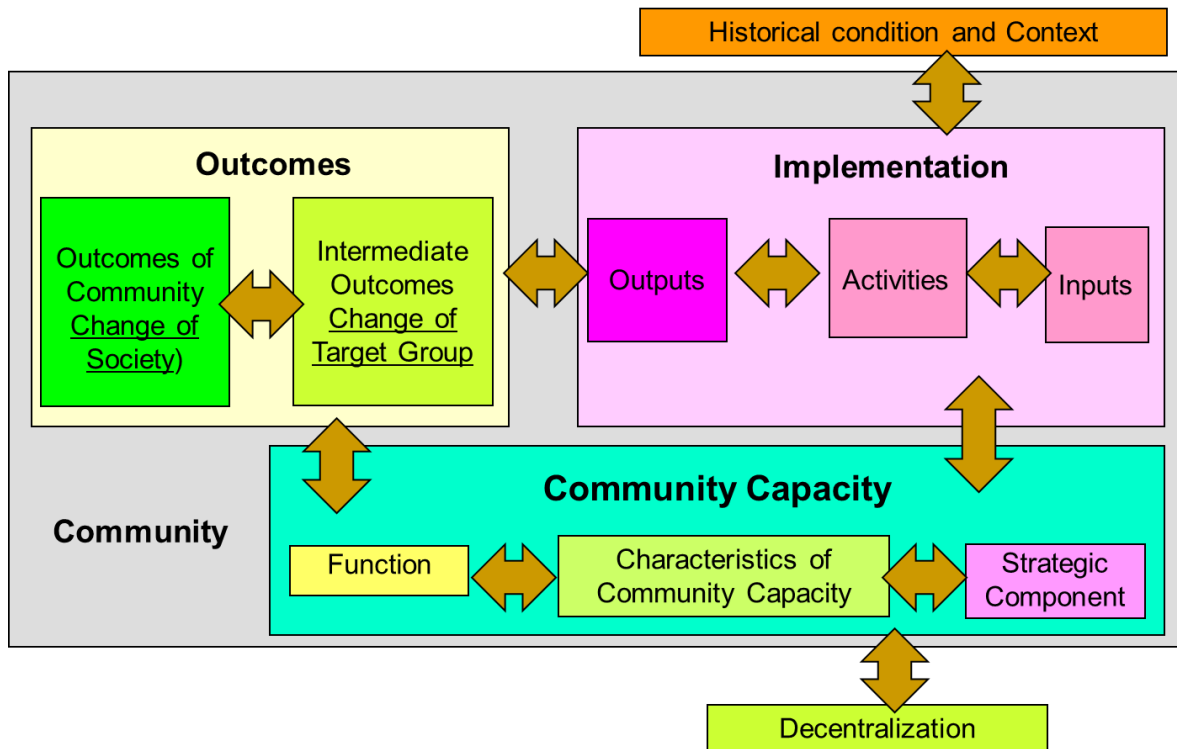 Historical condition and Context
Outcomes
Outcomes of
Community
Change of
Society)
Intermediate
Outcomes
Change of
Target Group
Implementation
Outputs
Activities
Inputs
Community
Community Capacity
Function
Characteristics of
Community Capacity
Strategic
Component
Decentralization